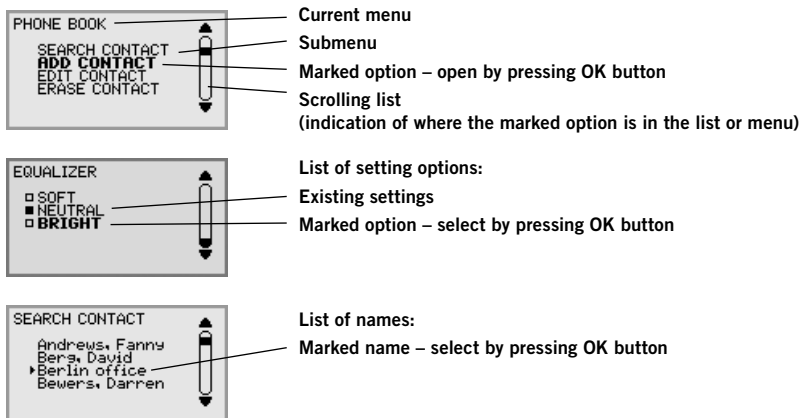 PHONE BOOK
SEARCH CONTACT
ADD CONTACT
EDIT CONTACT
ERASE CONTACT
Current menu
Submenu
Marked option – open by pressing OK button
Scrolling list
(indication of where the marked option is in the list or menu)
EQUALIZER
SOFT
NEUTRAL
BRIGHT
List of setting options:
Existing settings
Marked option – select by pressing OK button
SEARCH CONTACT
Andrews, Fanny
Berg, David
Berlin office
Bewers, Darren
List of names:
Marked name – select by pressing OK button